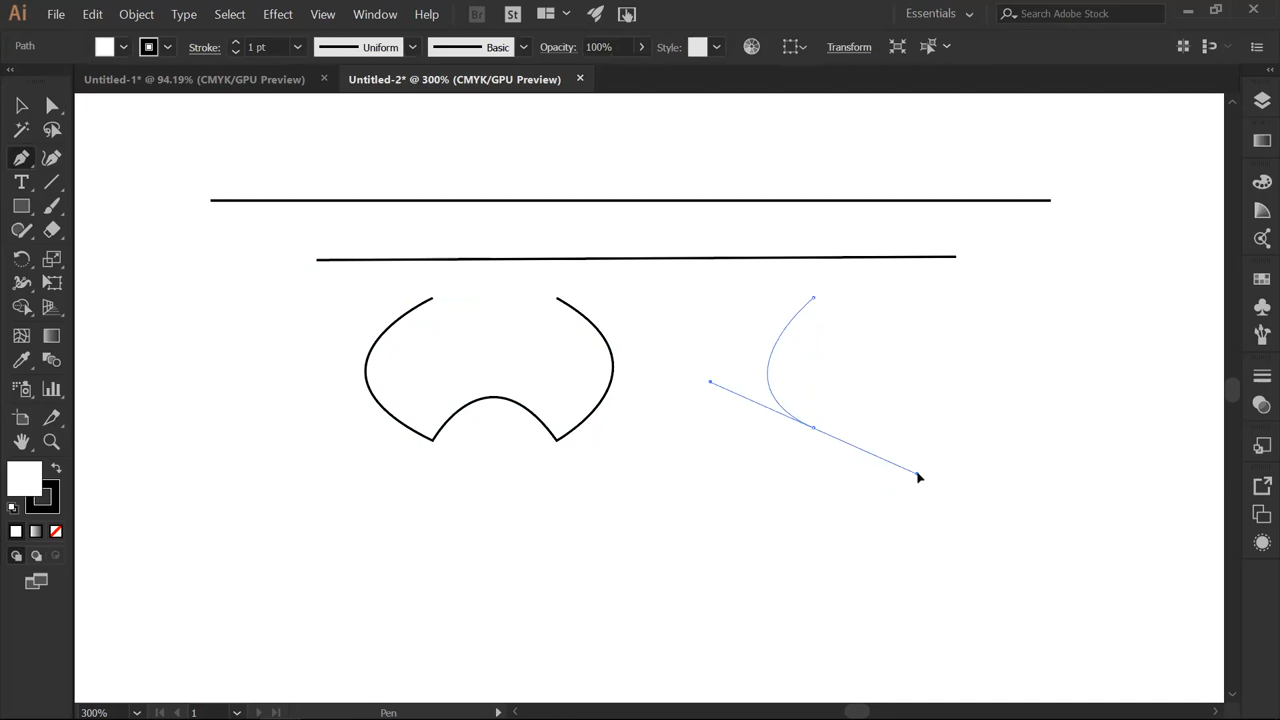 Ai File Edit Object Type Select Effect View Window Help Br St Essentials Search Adobe Stock
Path Stroke: 1 pt Uniform Basic Opacity: 100% Style: Transform
Untitled-1* @ 94.19% (CMYK/GPU Preview) Untitled-2* @ 300% (CMYK/GPU Preview)
300% 1 Pen